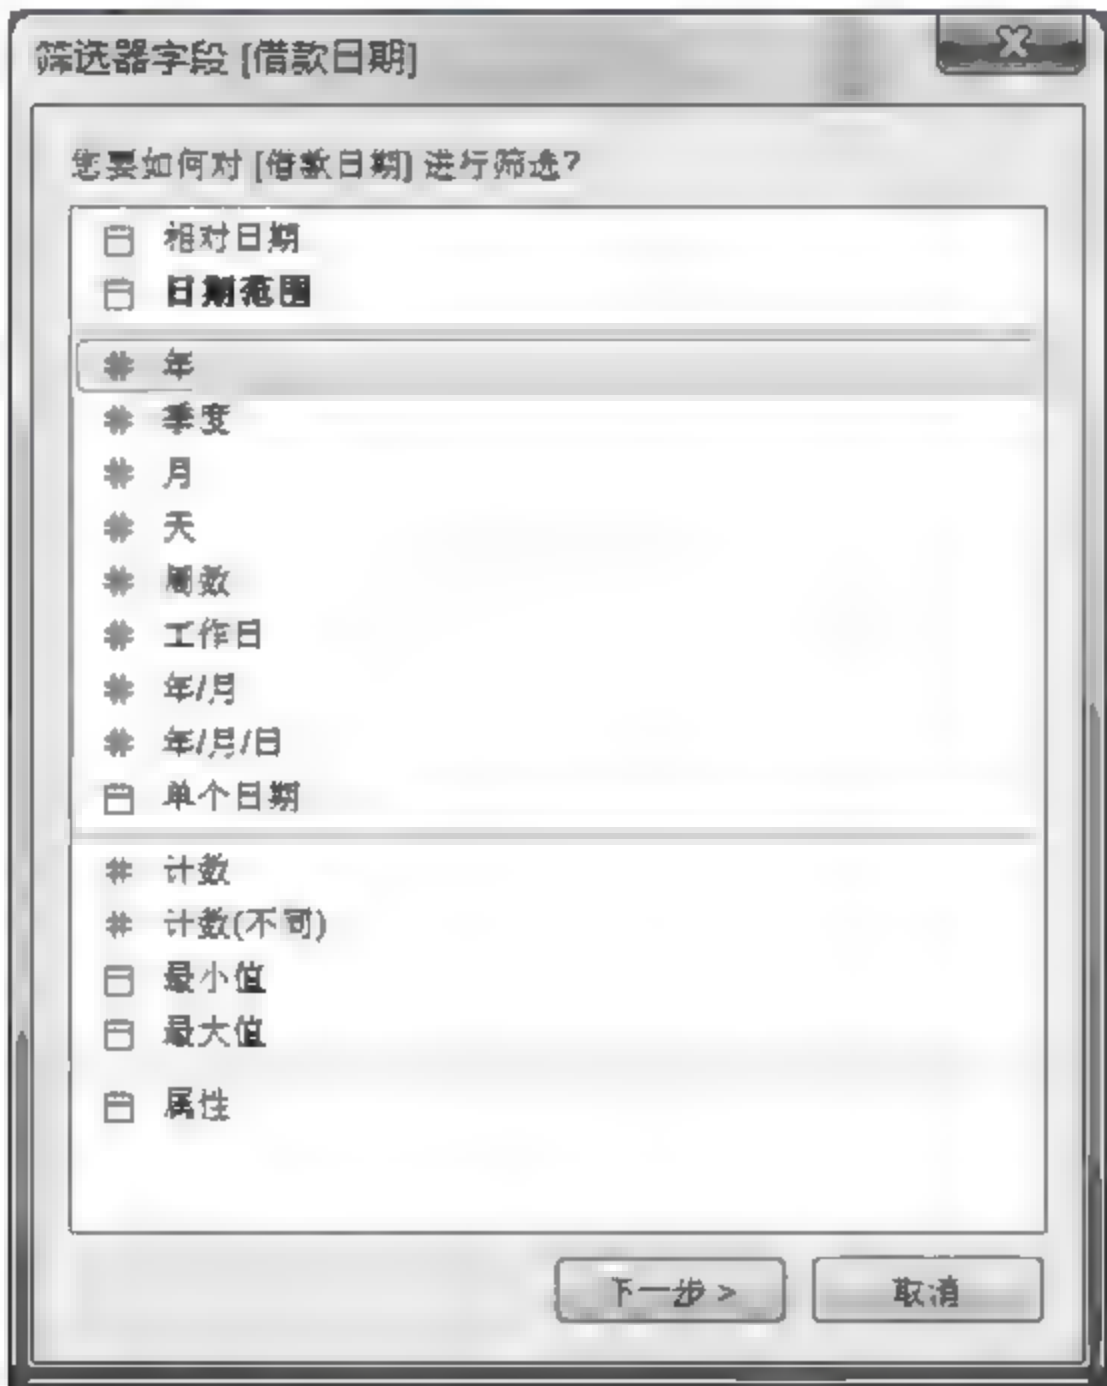 筛选器字段 [借款日期]
您要如何对 [借款日期] 进行筛选?
相对日期
日期范围
# 年
# 季度
# 月
# 天
# 周数
# 工作日
# 年/月
# 年/月/日
单个日期
# 计数
# 计数(不可)
最小值
最大值
属性
下一步 > 取消